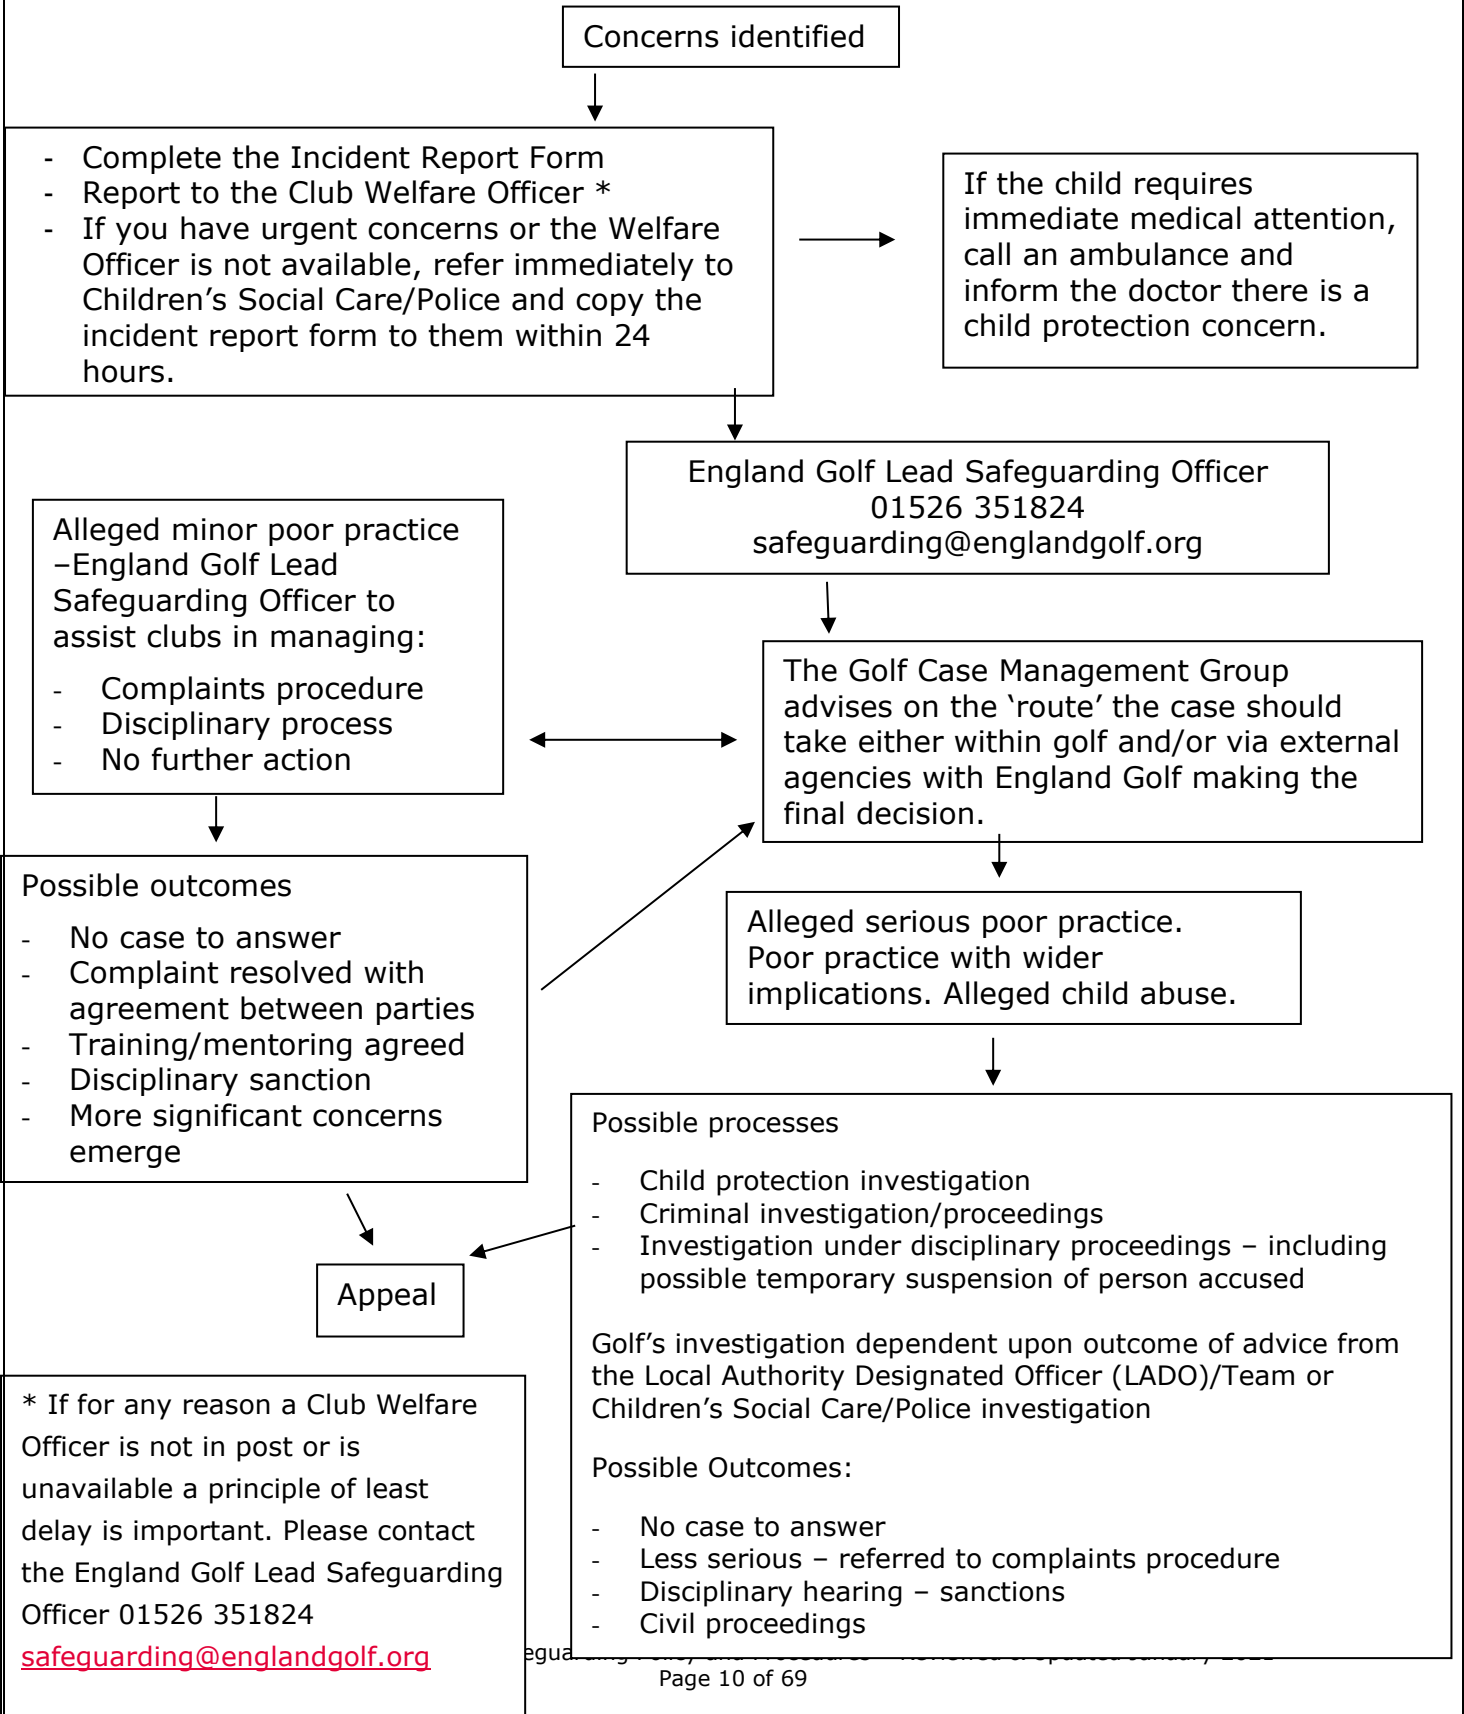 Concerns identified
- Complete the Incident Report Form
- Report to the Club Welfare Officer *
- If you have urgent concerns or the Welfare
Officer is not available, refer immediately to
Children’s Social Care/Police and copy the
incident report form to them within 24
hours.
If the child requires
immediate medical attention,
call an ambulance and
inform the doctor there is a
child protection concern.
England Golf Lead Safeguarding Officer
01526 351824
safeguarding@englandgolf.org
Alleged minor poor practice
–England Golf Lead
Safeguarding Officer to
assist clubs in managing:
- Complaints procedure
- Disciplinary process
- No further action
The Golf Case Management Group
advises on the ‘route’ the case should
take either within golf and/or via external
agencies with England Golf making the
final decision.
Possible outcomes
- No case to answer
- Complaint resolved with
agreement between parties
- Training/mentoring agreed
- Disciplinary sanction
- More significant concerns
emerge
Alleged serious poor practice.
Poor practice with wider
implications. Alleged child abuse.
Possible processes
- Child protection investigation
- Criminal investigation/proceedings
- Investigation under disciplinary proceedings – including
possible temporary suspension of person accused
Golf’s investigation dependent upon outcome of advice from
the Local Authority Designated Officer (LADO)/Team or
Children’s Social Care/Police investigation
Possible Outcomes:
- No case to answer
- Less serious – referred to complaints procedure
- Disciplinary hearing – sanctions
- Civil proceedings
Appeal
* If for any reason a Club Welfare
Officer is not in post or is
unavailable a principle of least
delay is important. Please contact
the England Golf Lead Safeguarding
Officer 01526 351824
safeguarding@englandgolf.org
Page 10 of 69